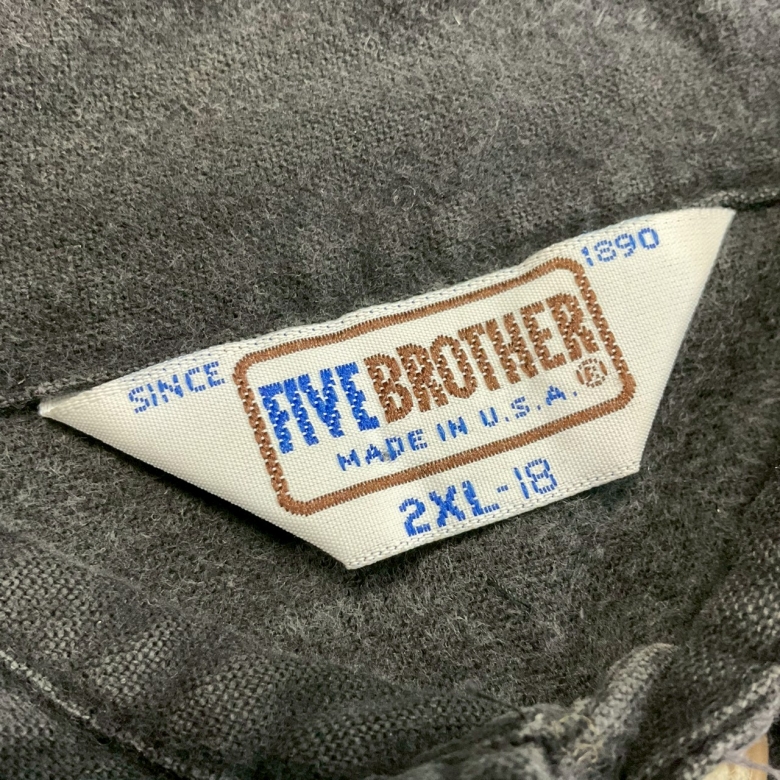 SINCE 1890
FIVE BROTHER®
MADE IN U.S.A.
2XL-18